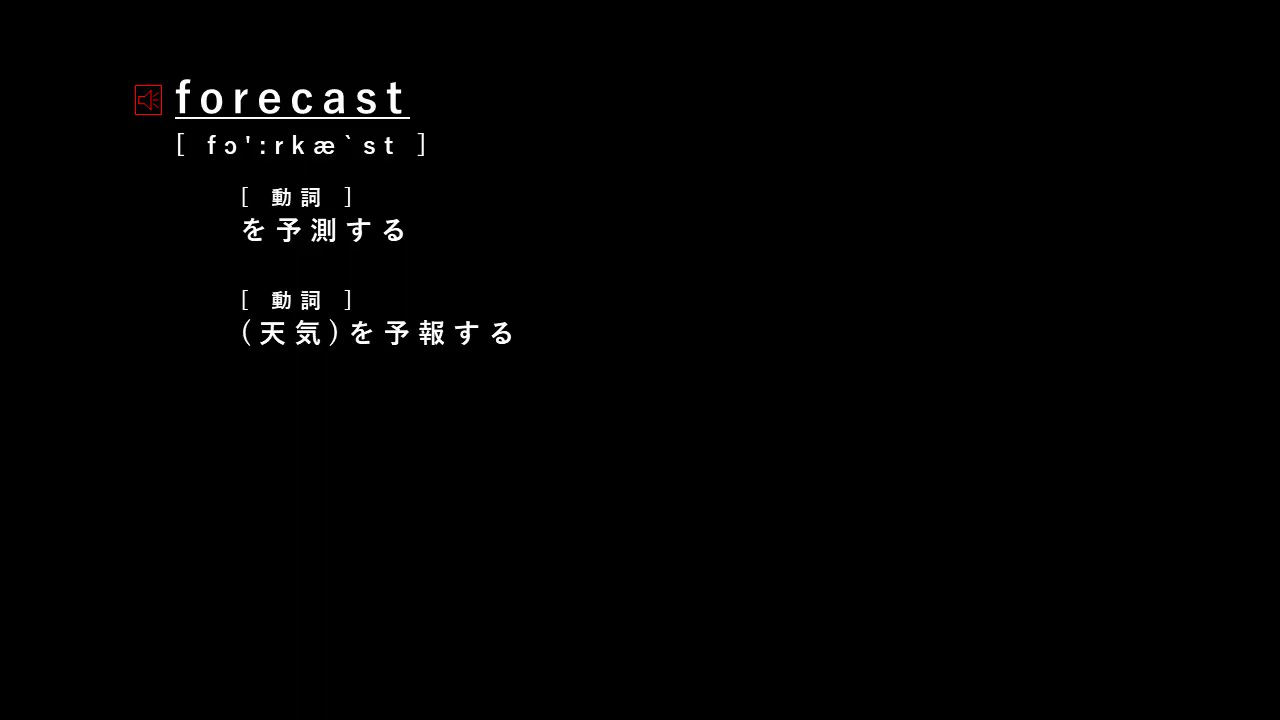 forecast
[ fɔ':rkæ`st ]
[ 動詞 ]
を予測する
[ 動詞 ]
(天気)を予報する